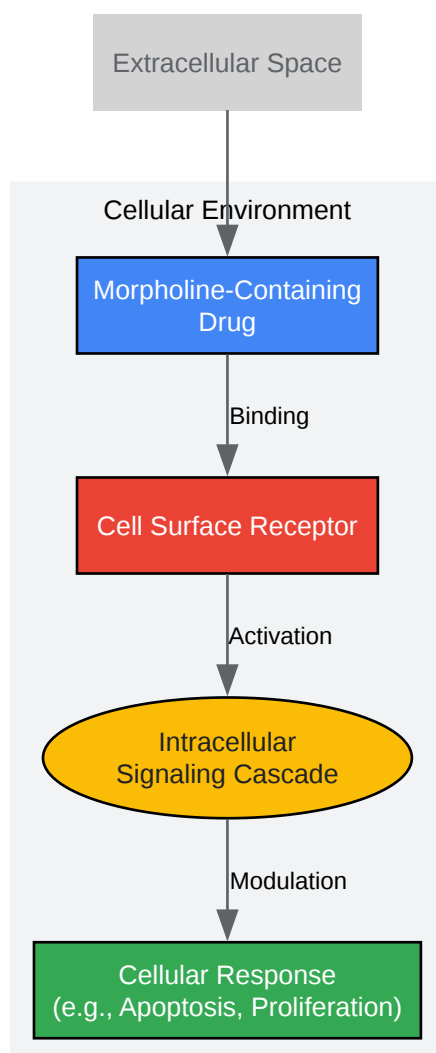 Extracellular Space
Cellular Environment
Morpholine-Containing
Drug
Binding
Cell Surface Receptor
Activation
Intracellular
Signaling Cascade
Modulation
Cellular Response
(e.g., Apoptosis, Proliferation)